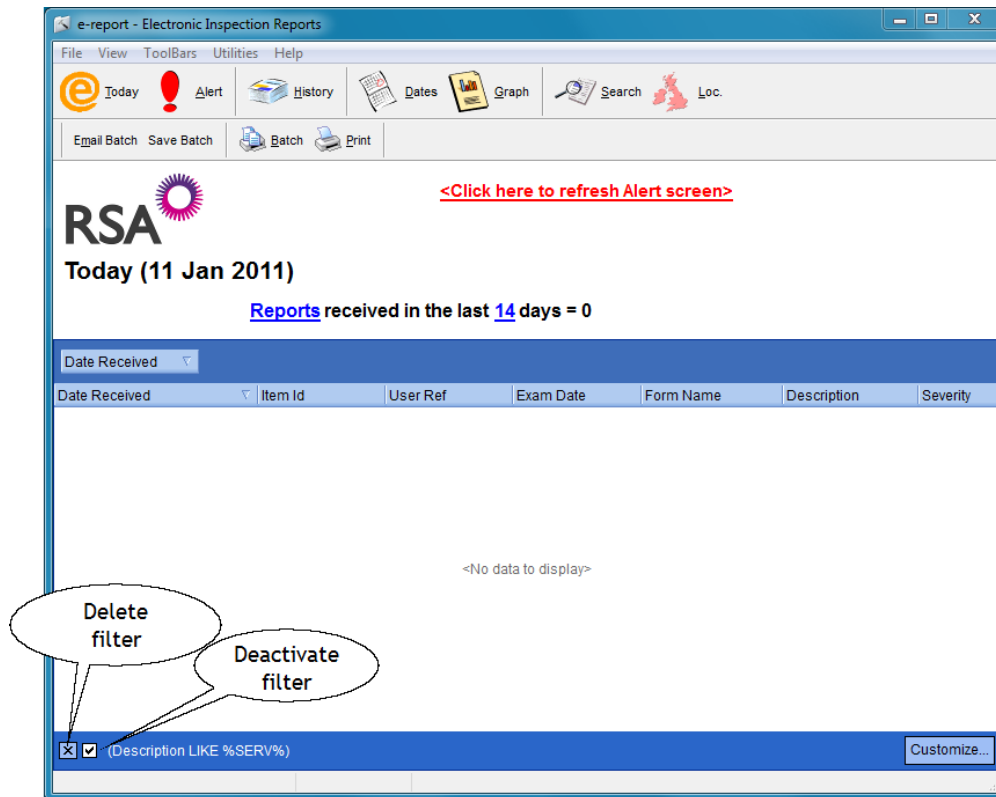 e-report - Electronic Inspection Reports
File View ToolBars Utilities Help
Today Alert History Dates Graph Search Loc.
Email Batch Save Batch Batch Print
<Click here to refresh Alert screen>
RSA
Today (11 Jan 2011)
Reports received in the last 14 days = 0
Date Received
Date Received Item Id User Ref Exam Date Form Name Description Severity
<No data to display>
Delete
filter
Deactivate
filter
(Description LIKE %SERV%) Customize...